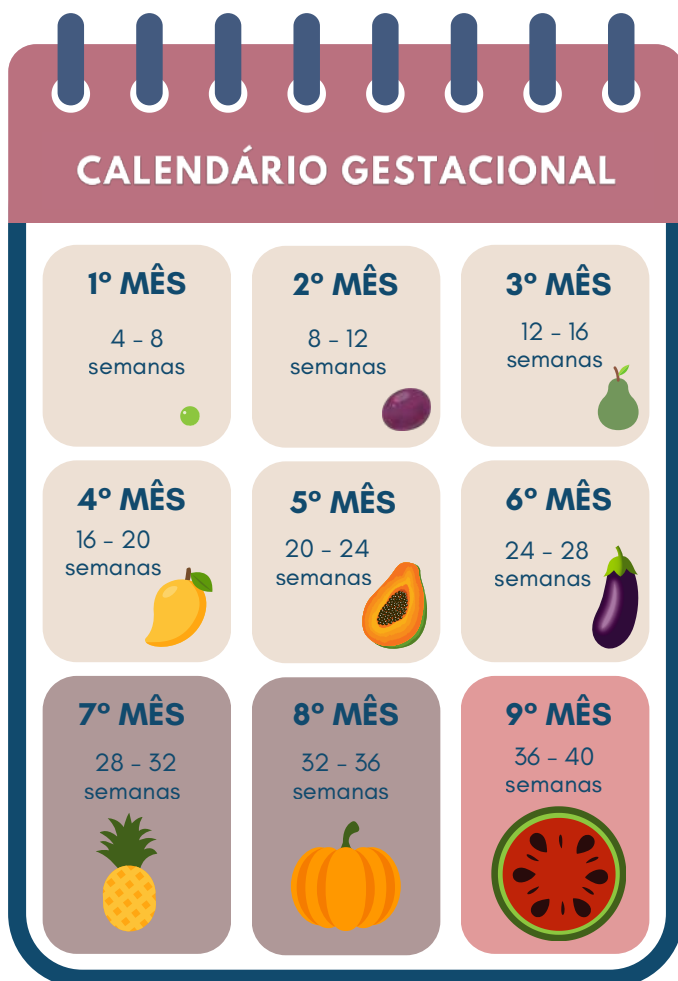 CALENDÁRIO GESTACIONAL
1º MÊS
4 - 8
semanas
2º MÊS
8 - 12
semanas
3º MÊS
12 - 16
semanas
4º MÊS
16 - 20
semanas
5º MÊS
20 - 24
semanas
6º MÊS
24 - 28
semanas
7º MÊS
28 - 32
semanas
8º MÊS
32 - 36
semanas
9º MÊS
36 - 40
semanas